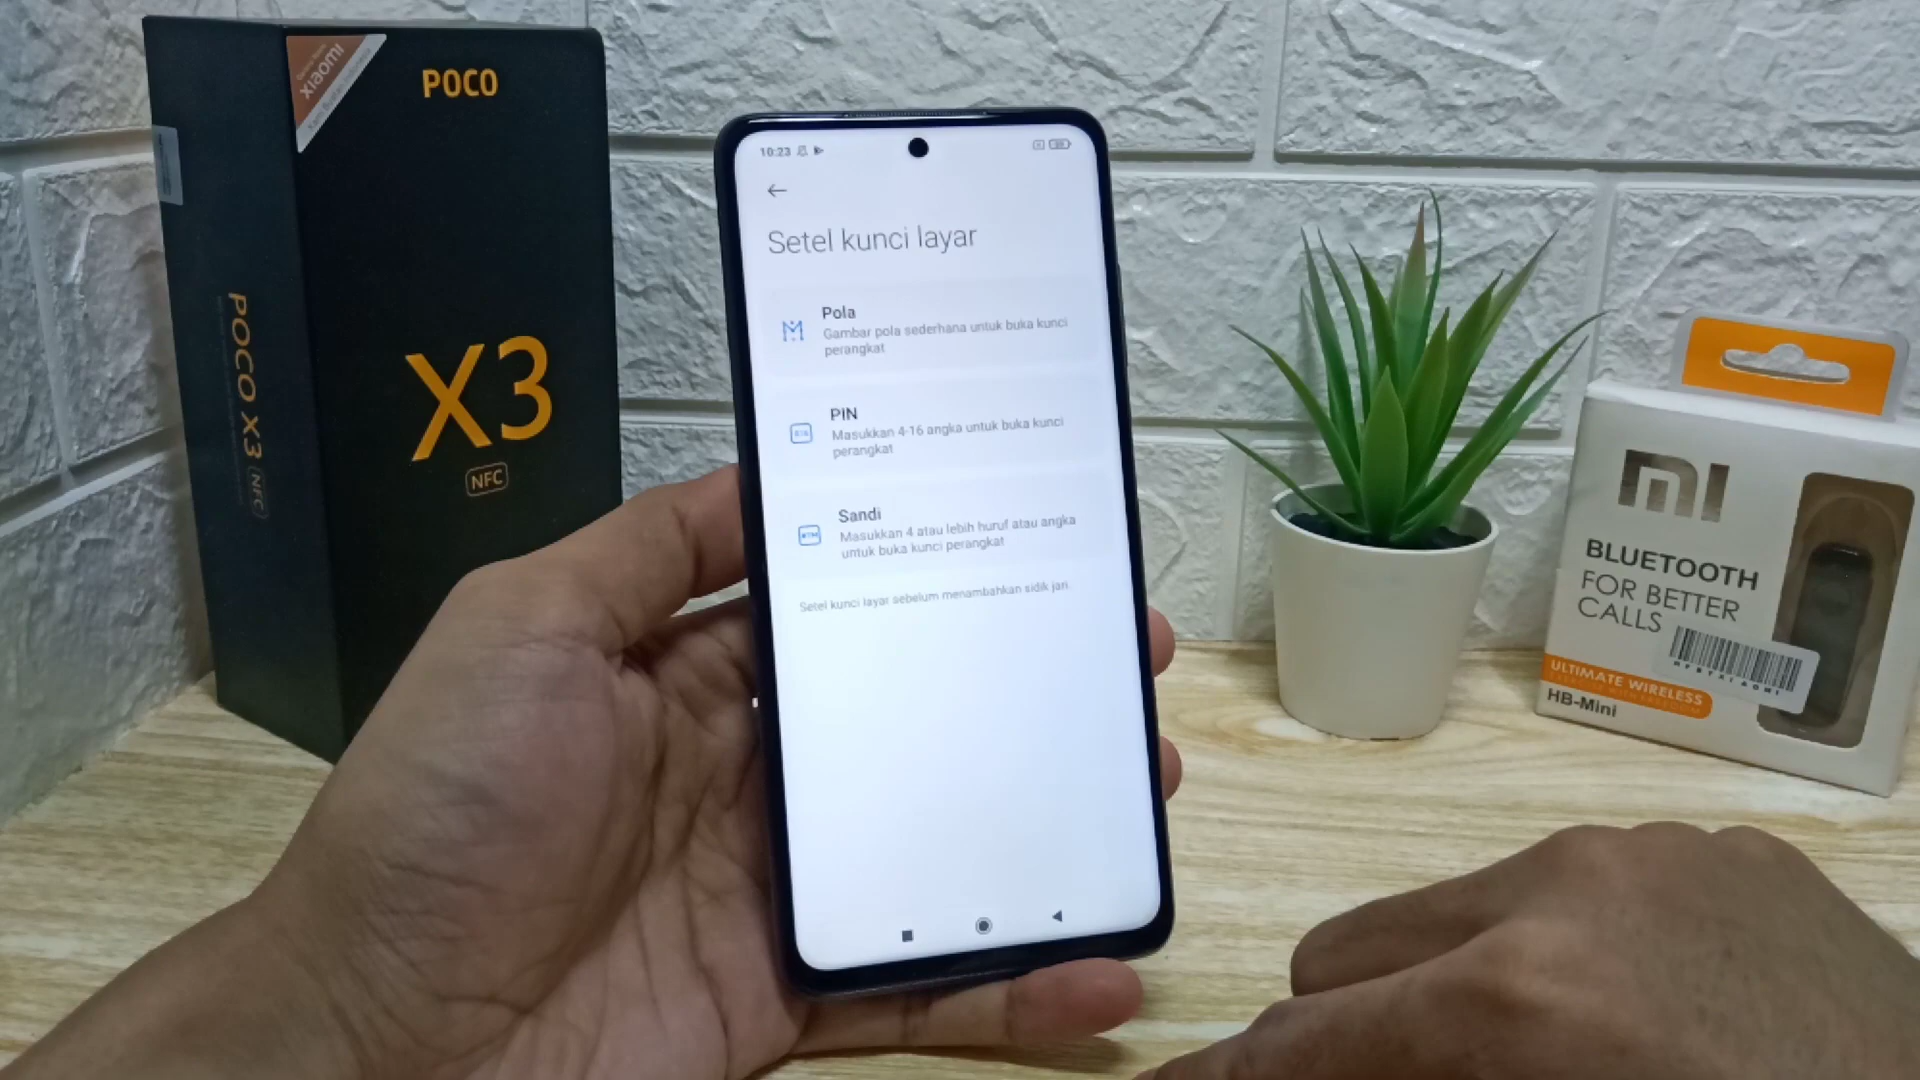 xiaomi
POCO
X3
NFC
POCO X3 NFC
10:23
Setel kunci layar
Pola
Gambar pola sederhana untuk buka kunci
perangkat
PIN
Masukkan 4-16 angka untuk buka kunci
perangkat
Sandi
Masukkan 4 atau lebih huruf atau angka
untuk buka kunci perangkat
Setel kunci layar sebelum menambahkan sidik jari.
BLUETOOTH
FOR BETTER
CALLS
ULTIMATE WIRELESS
HB-Mini